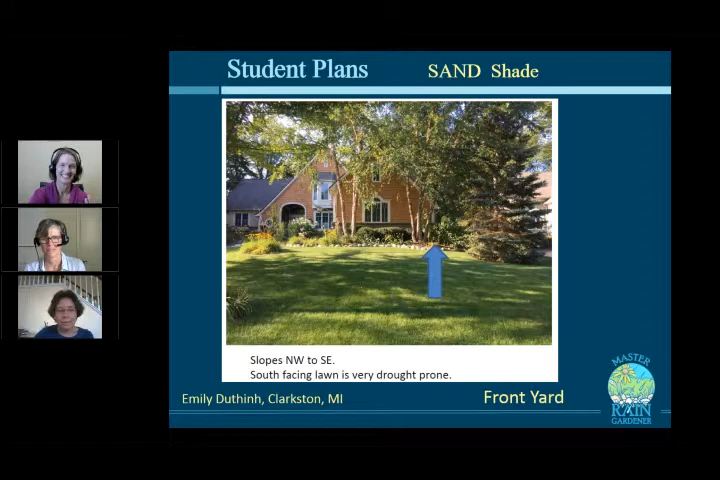 Student Plans SAND Shade
Slopes NW to SE.
South facing lawn is very drought prone.
Emily Duthinh, Clarkston, MI Front Yard
MASTER
RAIN
GARDENER